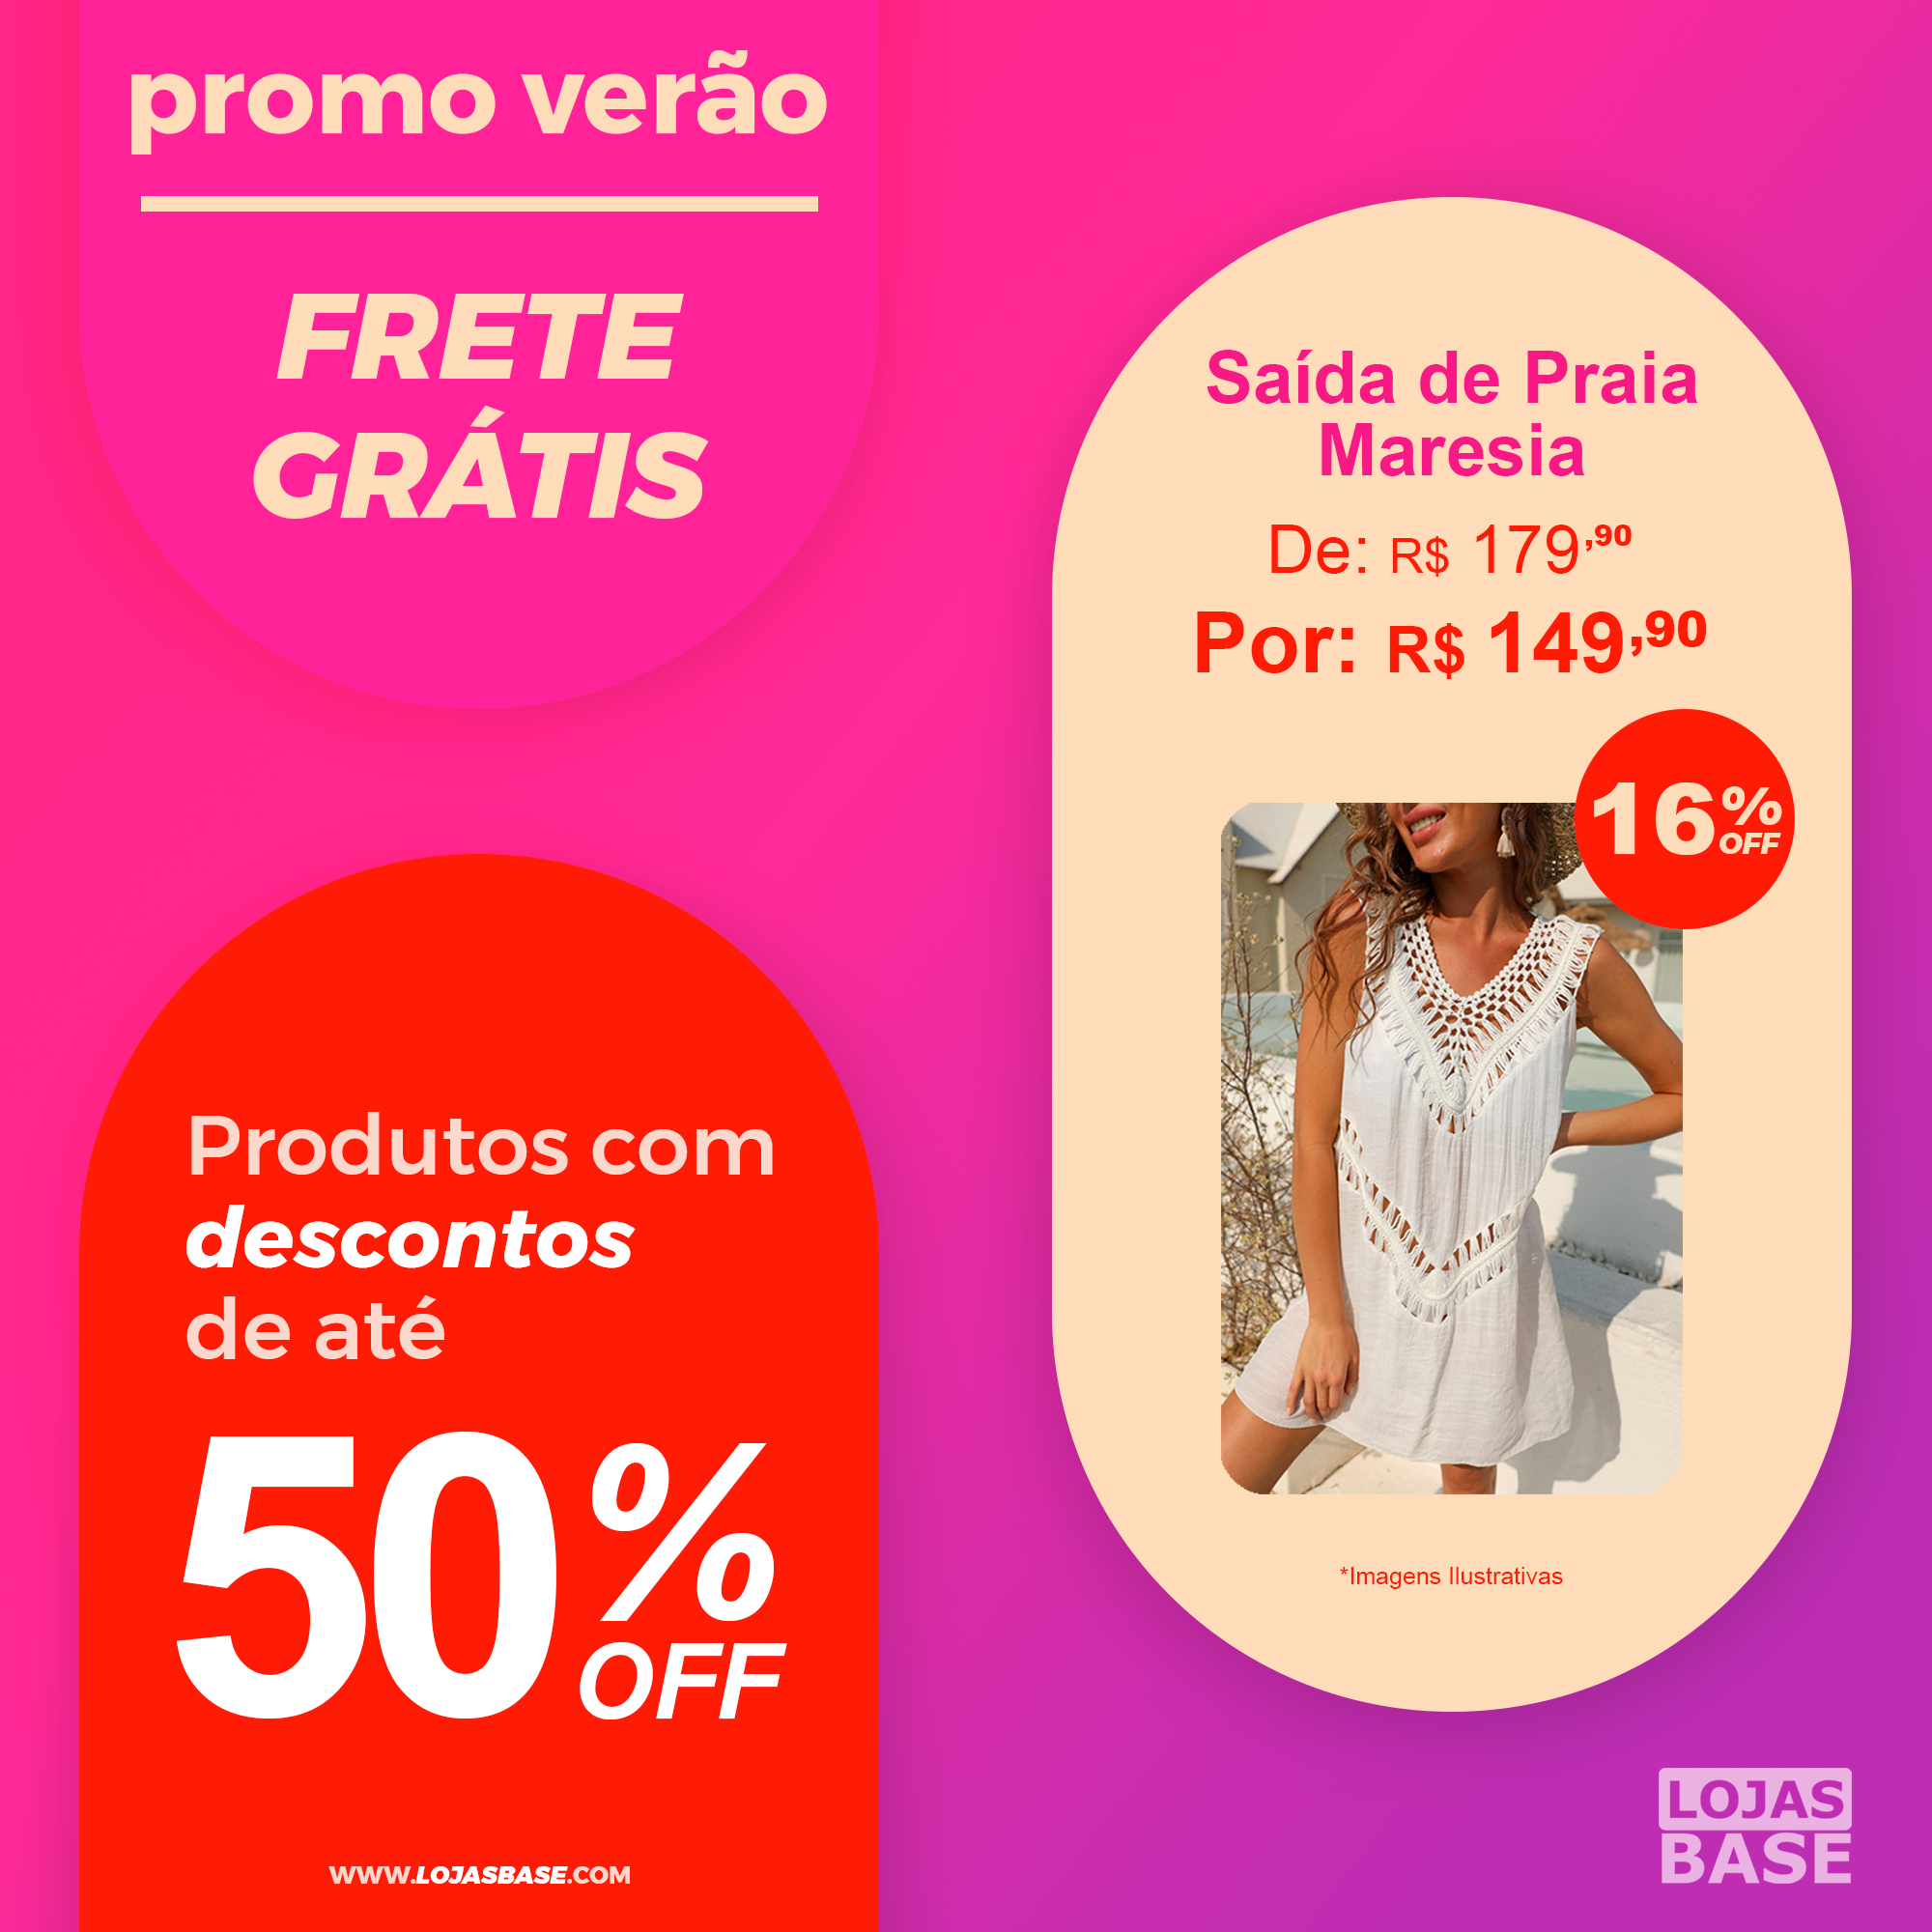 promo verão
FRETE
GRÁTIS
Produtos com
descontos
de até
50% OFF
WWW.LOJASBASE.COM
Saída de Praia
Maresia
De: R$ 179,90
Por: R$ 149,90
16% OFF
*Imagens Ilustrativas
LOJAS
BASE